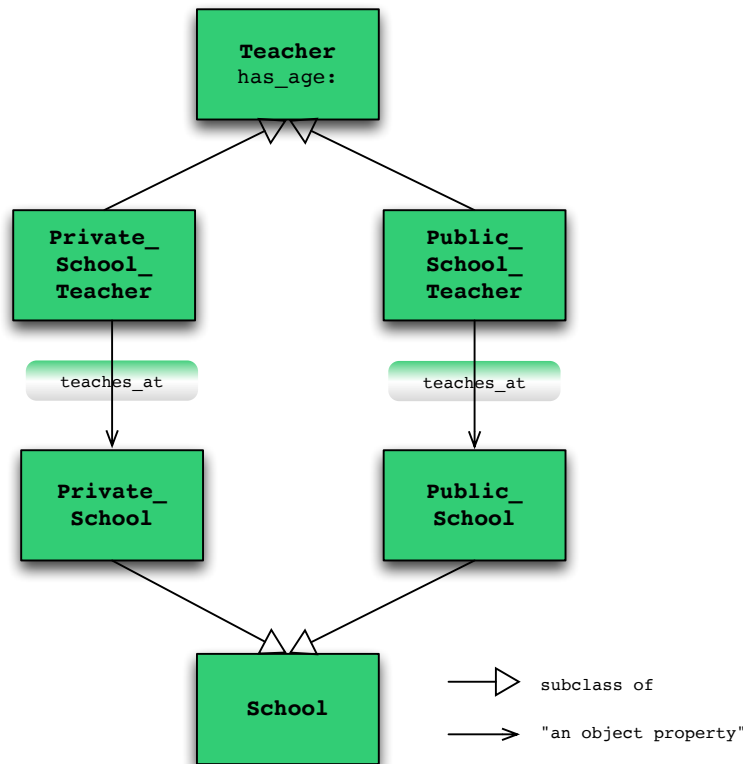 Teacher
has_age:
Private_
School_
Teacher
Public_
School_
Teacher
teaches_at
teaches_at
Private_
School
Public_
School
School
subclass of
"an object property"